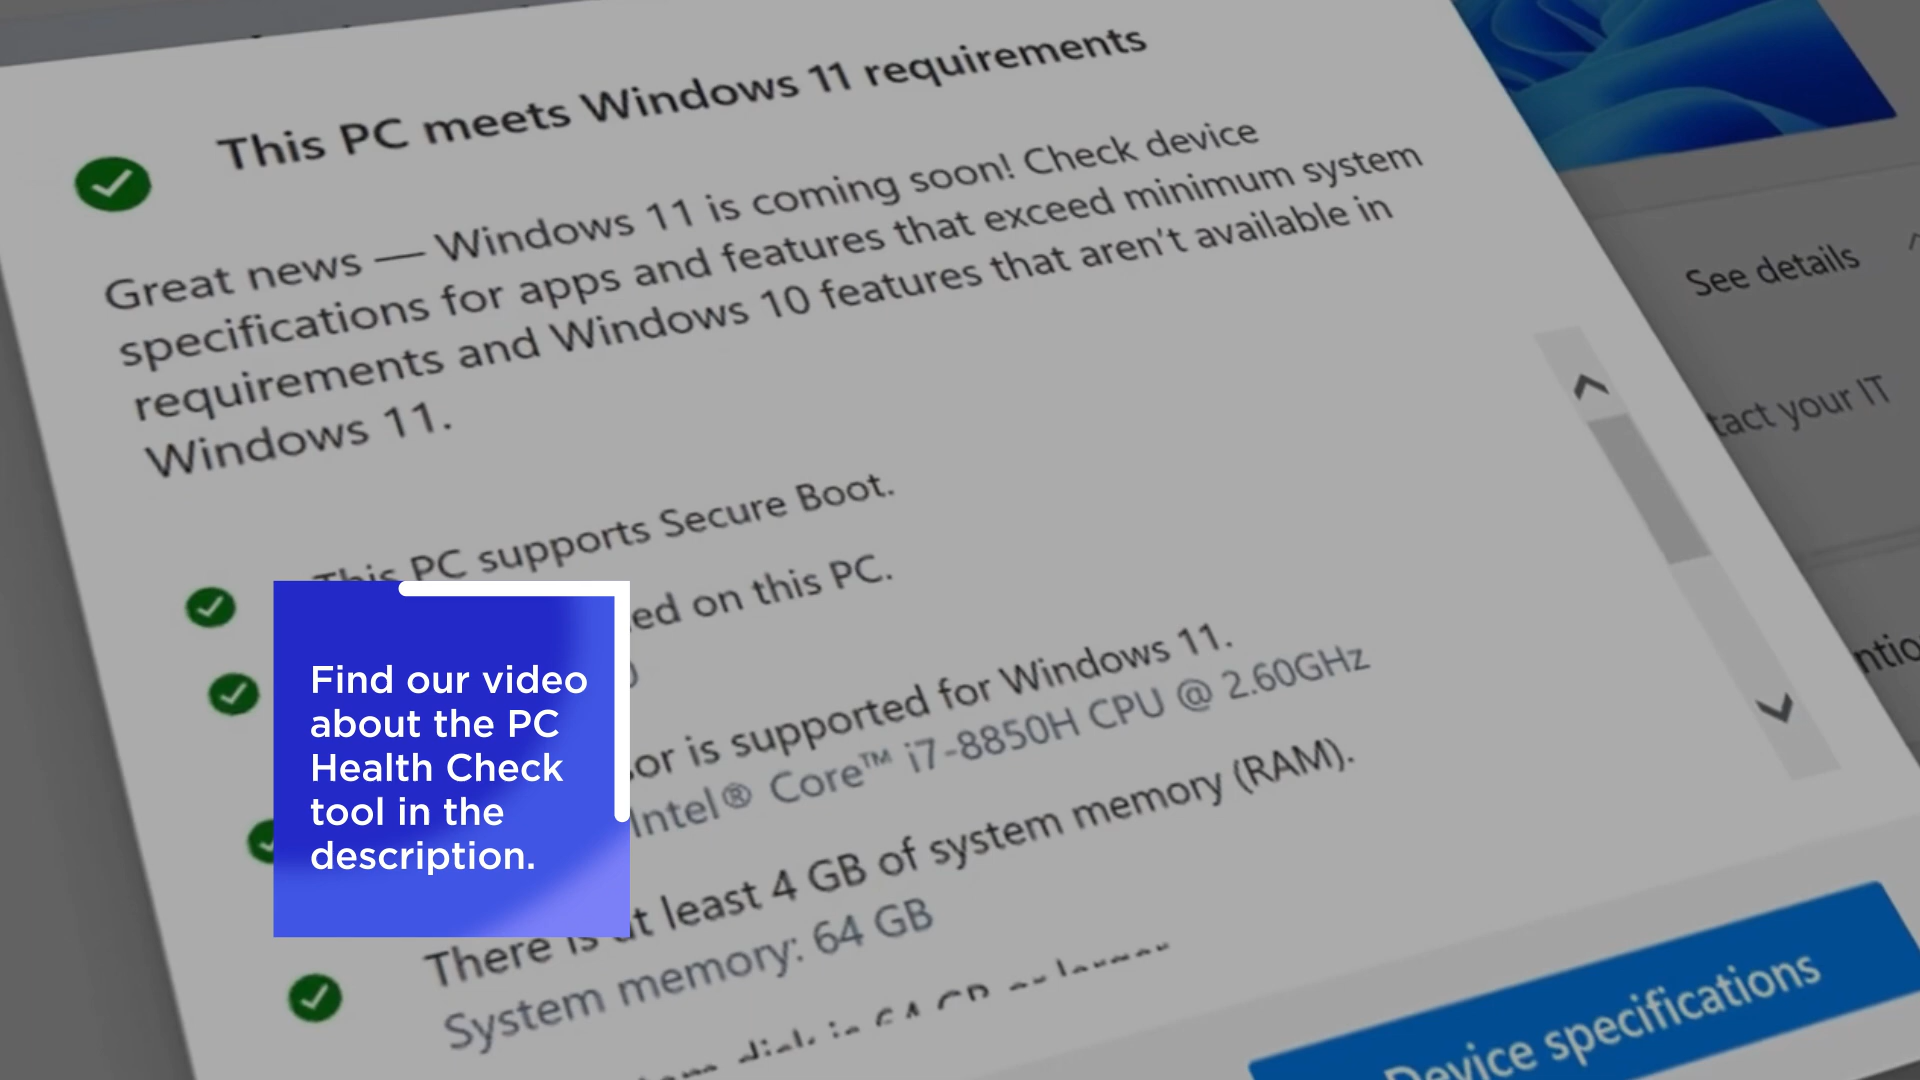 This PC meets Windows 11 requirements
Great news — Windows 11 is coming soon! Check device
specifications for apps and features that exceed minimum system
requirements and Windows 10 features that aren't available in
Windows 11.
See details
tact your IT
This PC supports Secure Boot.
ed on this PC.
or is supported for Windows 11.
Intel® Core™ i7-8850H CPU @ 2.60GHz
There is at least 4 GB of system memory (RAM).
System memory: 64 GB
Device specifications
Find our video
about the PC
Health Check
tool in the
description.